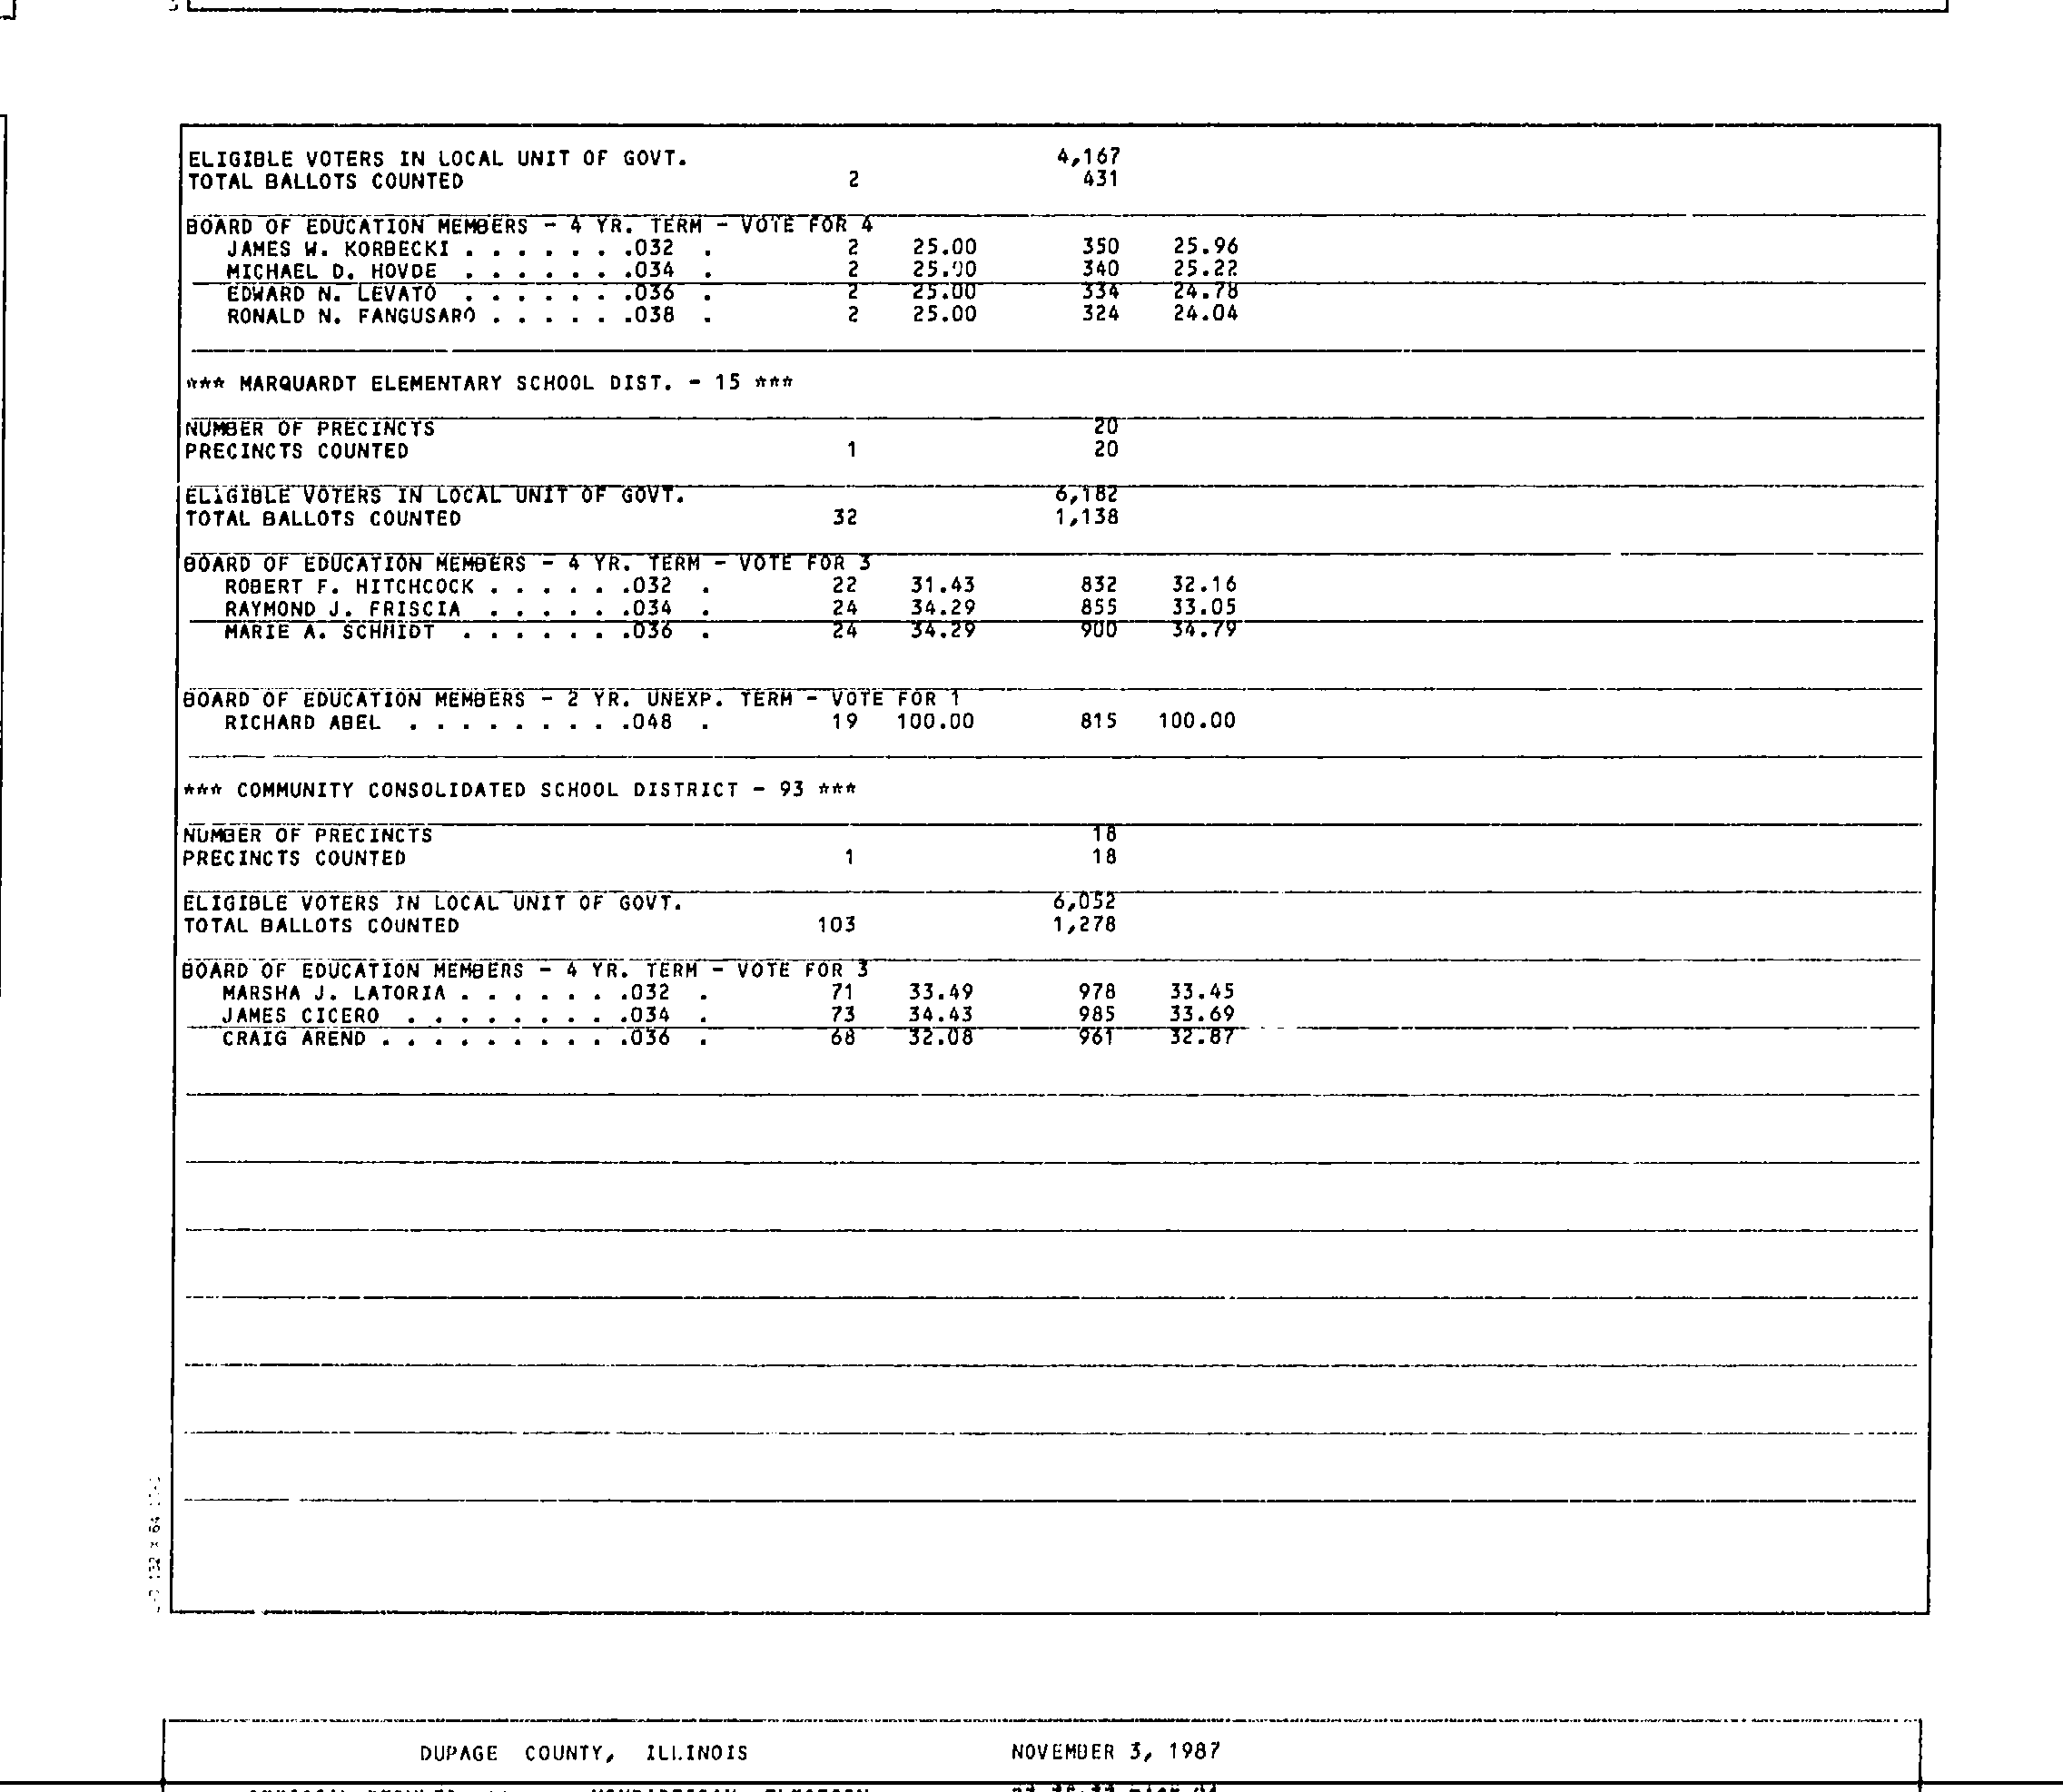 ELIGIBLE VOTERS IN LOCAL UNIT OF GOVT. 4,167
TOTAL BALLOTS COUNTED 2 431
BOARD OF EDUCATION MEMBERS - 4 YR. TERM - VOTE FOR 4
JAMES W. KORBECKI . . . . . . .032 . 2 25.00 350 25.96
MICHAEL D. HOVDE . . . . . . .034 . 2 25.00 340 25.22
EDWARD N. LEVATO . . . . . . .036 . 2 25.00 334 24.78
RONALD N. FANGUSARO . . . . . .038 . 2 25.00 324 24.04
*** MARQUARDT ELEMENTARY SCHOOL DIST. - 15 ***
NUMBER OF PRECINCTS 20
PRECINCTS COUNTED 1 20
ELIGIBLE VOTERS IN LOCAL UNIT OF GOVT. 6,182
TOTAL BALLOTS COUNTED 32 1,138
BOARD OF EDUCATION MEMBERS - 4 YR. TERM - VOTE FOR 3
ROBERT F. HITCHCOCK . . . . . .032 . 22 31.43 832 32.16
RAYMOND J. FRISCIA . . . . . .034 . 24 34.29 855 33.05
MARIE A. SCHMIDT . . . . . . .036 . 24 34.29 900 34.79
BOARD OF EDUCATION MEMBERS - 2 YR. UNEXP. TERM - VOTE FOR 1
RICHARD ABEL . . . . . . . . .048 . 19 100.00 815 100.00
*** COMMUNITY CONSOLIDATED SCHOOL DISTRICT - 93 ***
NUMBER OF PRECINCTS 18
PRECINCTS COUNTED 1 18
ELIGIBLE VOTERS IN LOCAL UNIT OF GOVT. 6,052
TOTAL BALLOTS COUNTED 103 1,278
BOARD OF EDUCATION MEMBERS - 4 YR. TERM - VOTE FOR 3
MARSHA J. LATORIA . . . . . . .032 . 71 33.49 978 33.45
JAMES CICERO . . . . . . . . .034 . 73 34.43 985 33.69
CRAIG AREND . . . . . . . . . .036 . 68 32.08 961 32.87
DUPAGE COUNTY, ILLINOIS NOVEMBER 3, 1987